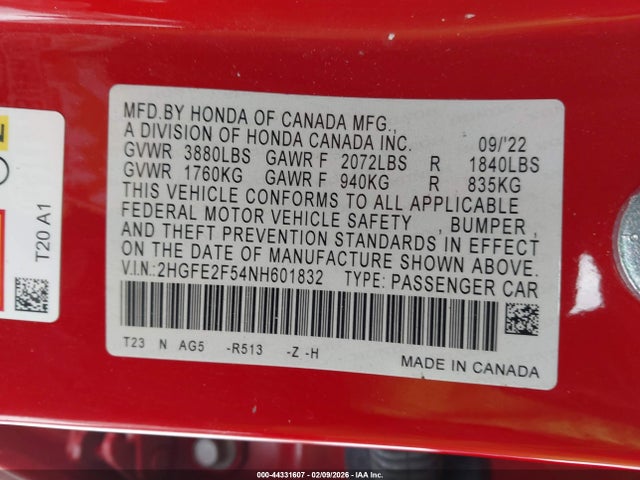 MFD.BY HONDA OF CANADA MFG.,
A DIVISION OF HONDA CANADA INC. 09/'22
GVWR 3880LBS GAWR F 2072LBS R 1840LBS
GVWR 1760KG GAWR F 940KG R 835KG
THIS VEHICLE CONFORMS TO ALL APPLICABLE
FEDERAL MOTOR VEHICLE SAFETY , BUMPER ,
AND THEFT PREVENTION STANDARDS IN EFFECT
ON THE DATE OF MANUFACTURE SHOWN ABOVE.
V.I.N.:2HGFE2F54NH601832 TYPE: PASSENGER CAR
T23 N AG5 -R513 -Z -H
MADE IN CANADA
T20 A1
000-44331607 - 02/09/2026 - IAA Inc.